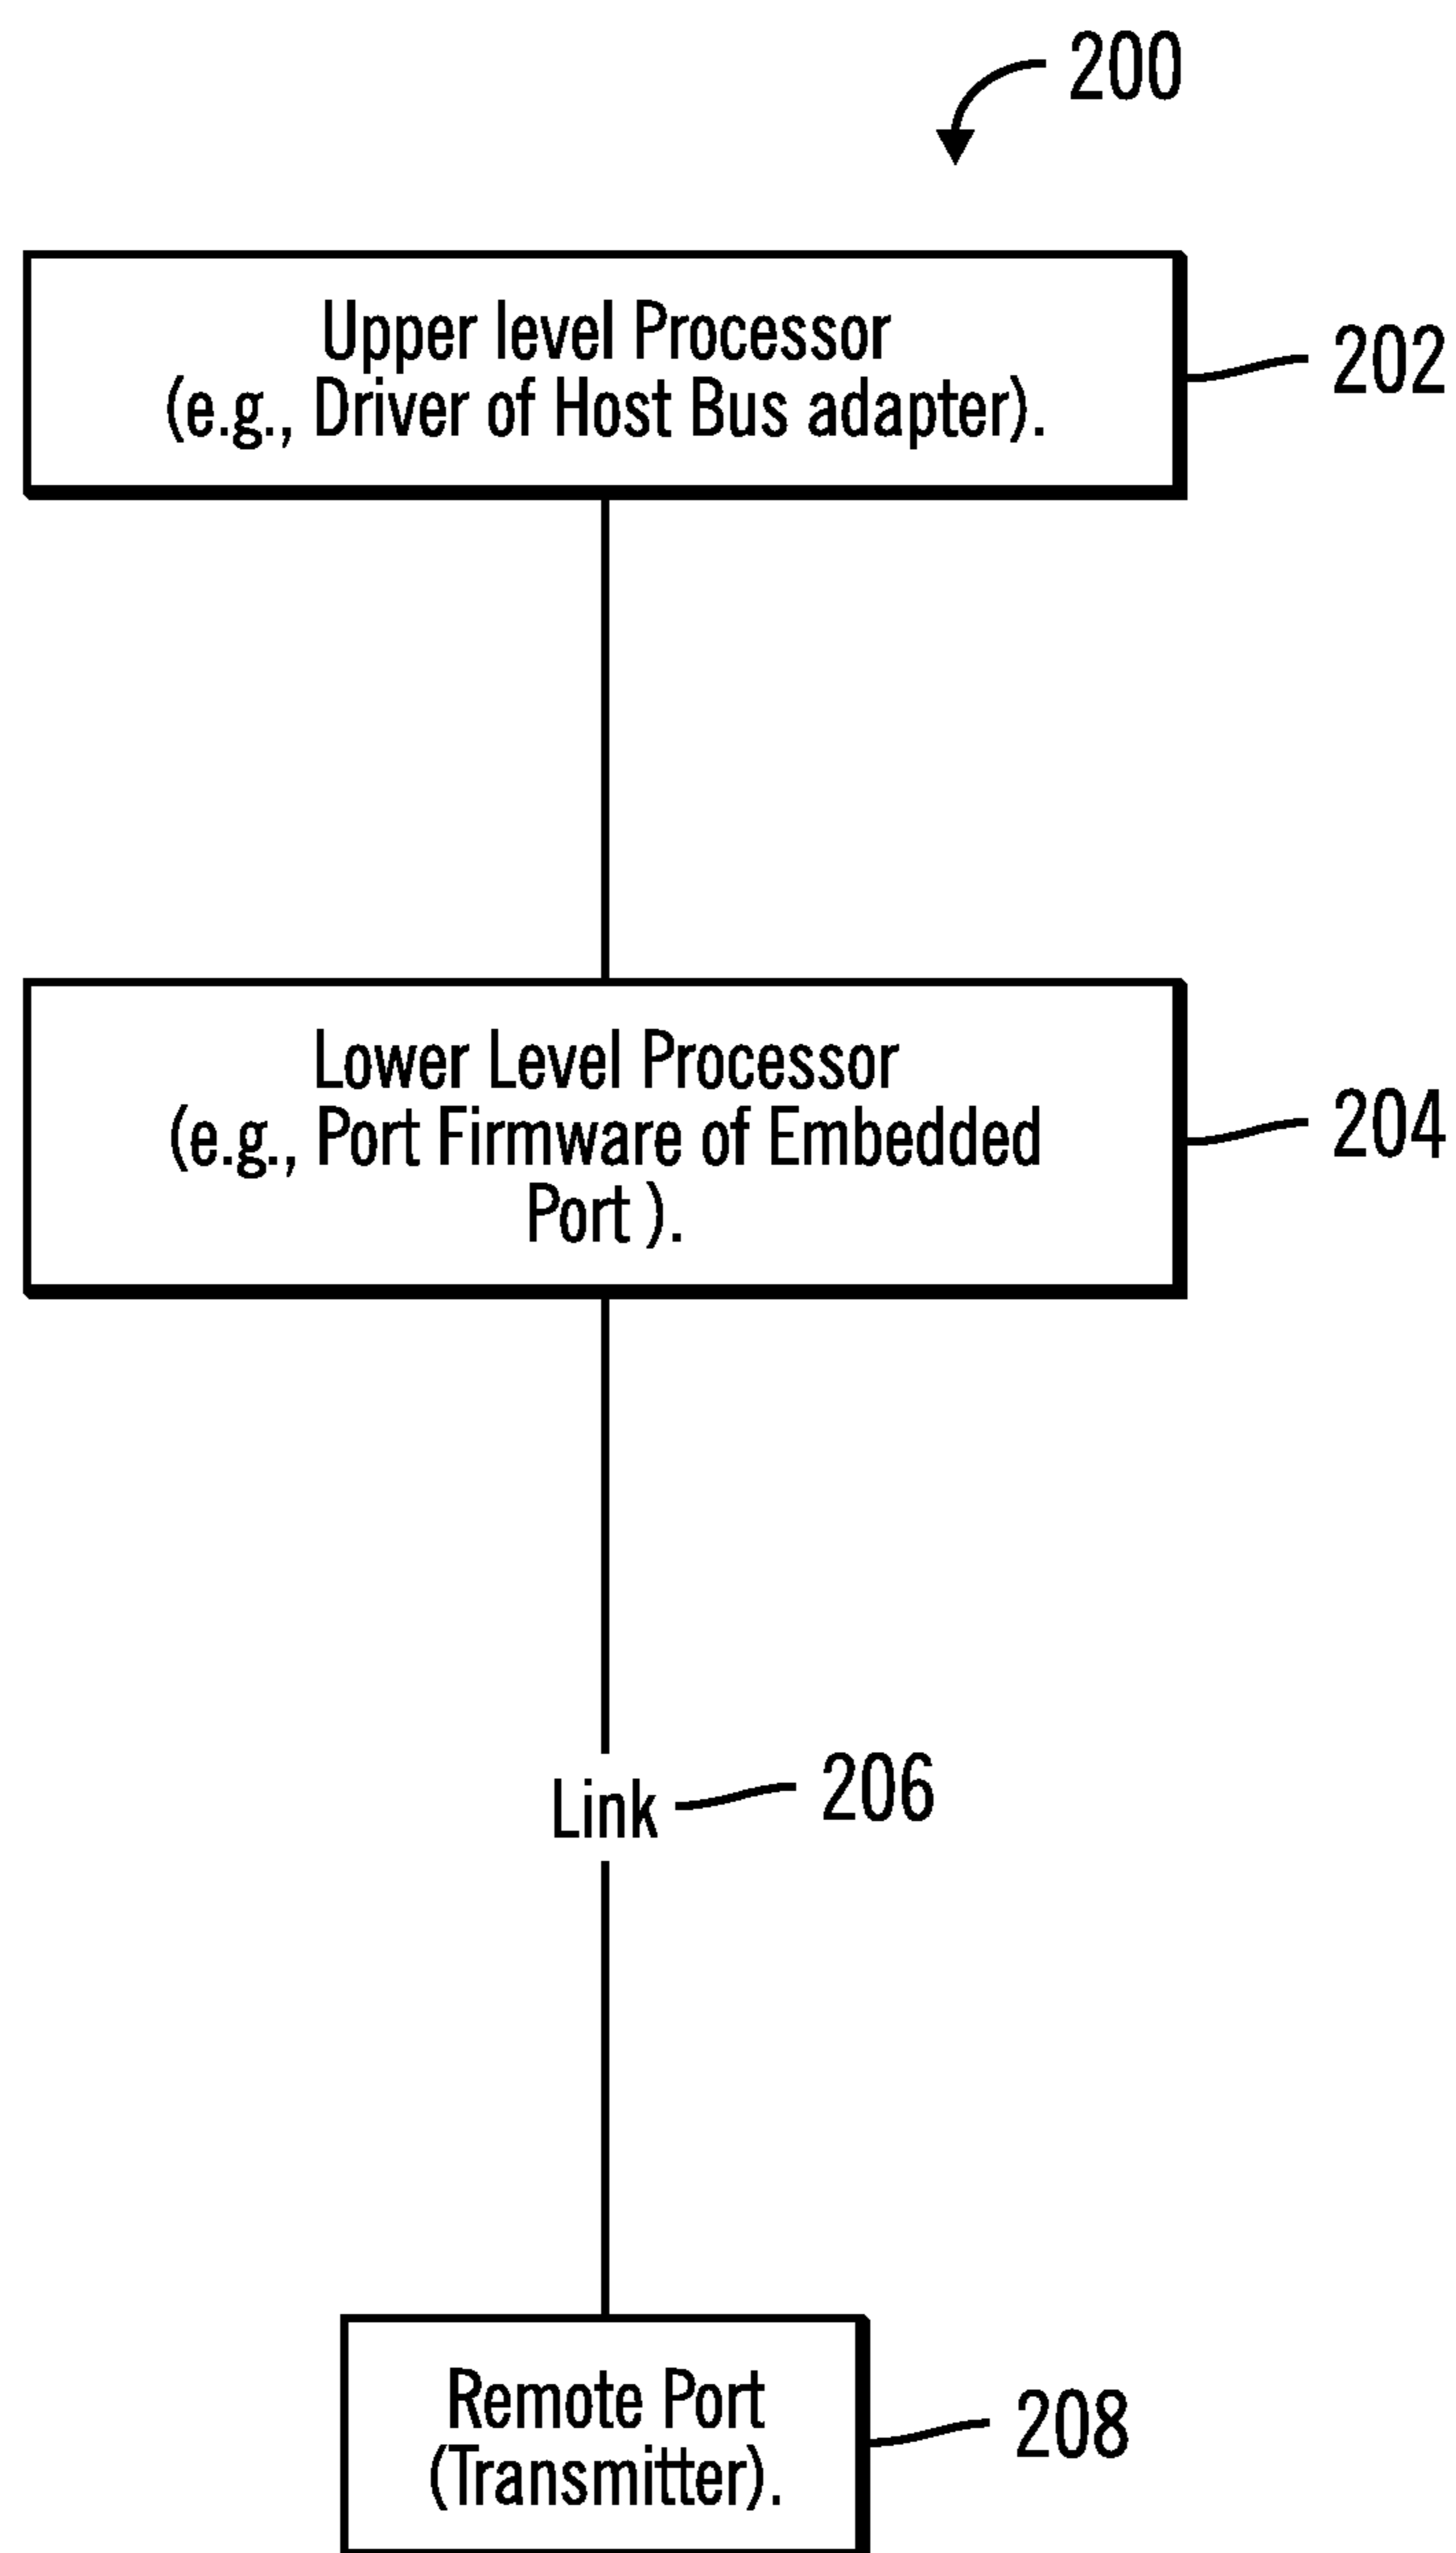 200
Upper level Processor
(e.g., Driver of Host Bus adapter).
202
Lower Level Processor
(e.g., Port Firmware of Embedded
Port ).
204
Link
206
Remote Port
(Transmitter).
208